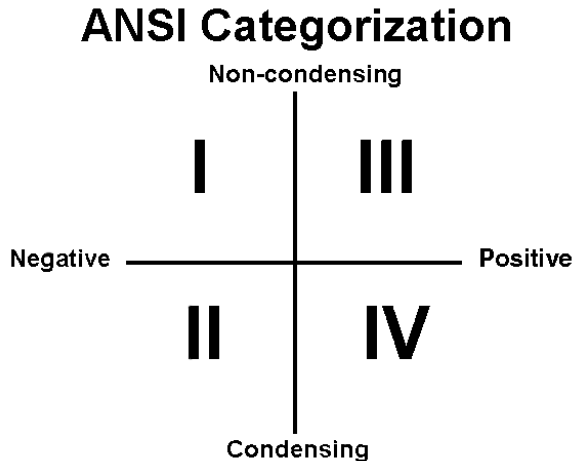 ANSI Categorization
Non-condensing
I
III
Negative
Positive
II
IV
Condensing